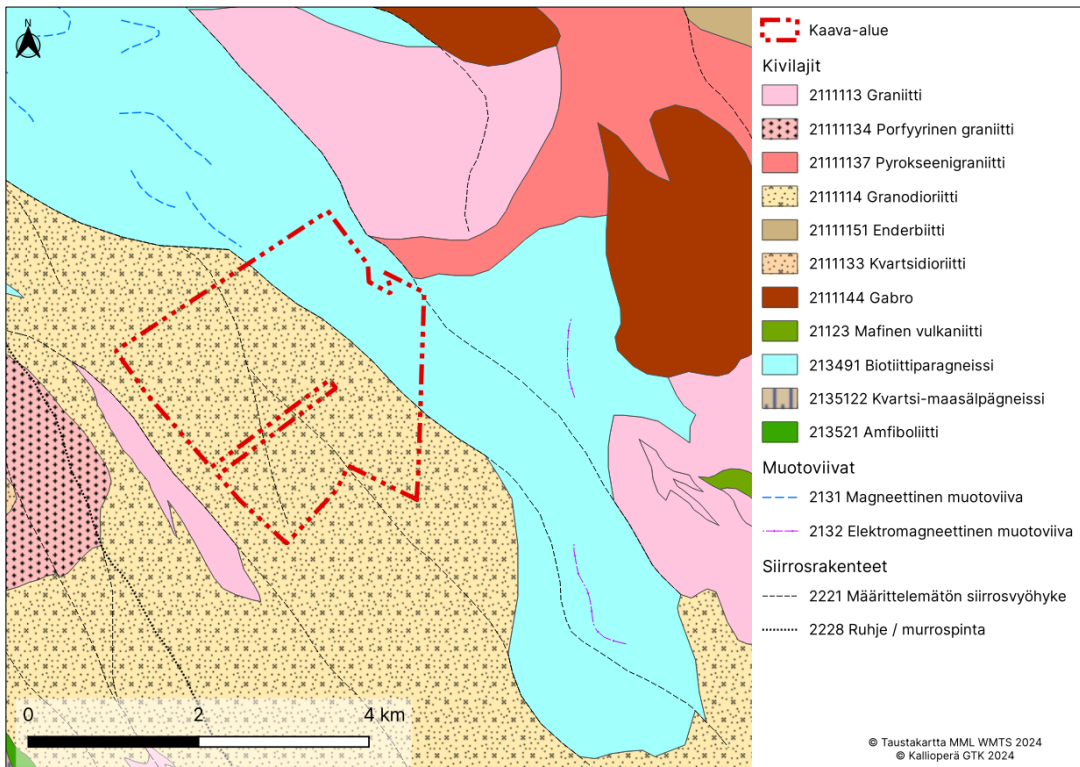 N
Kaava-alue
Kivilajit
2111113 Graniitti
21111134 Porfyyrinen graniitti
21111137 Pyrokseenigraniitti
2111114 Granodioriitti
21111151 Enderbiitti
2111133 Kvartsidioriitti
2111144 Gabro
21123 Mafinen vulkaniitti
213491 Biotiittiparagneissi
2135122 Kvartsi-maasälpägneissi
213521 Amfiboliitti
Muotoviivat
2131 Magneettinen muotoviiva
2132 Elektromagneettinen muotoviiva
Siirrosrakenteet
2221 Määrittelemätön siirrosvyöhyke
2228 Ruhje / murrospinta
0 2 4 km
© Taustakartta MML WMTS 2024
© Kallioperä GTK 2024